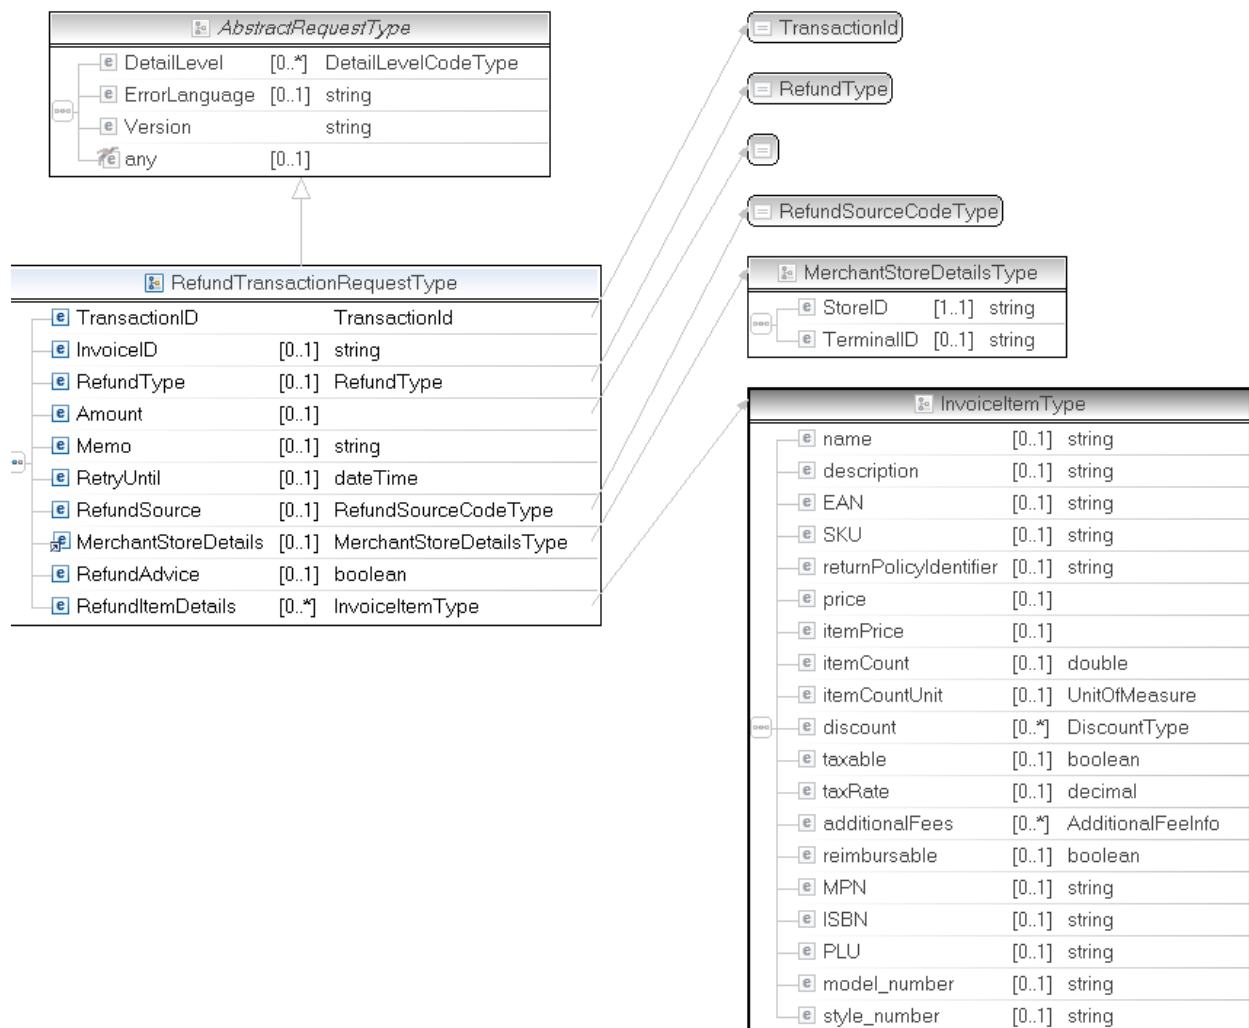 AbstractRequestType
DetailLevel [0..*] DetailLevelCodeType
ErrorLanguage [0..1] string
Version string
any [0..1]
RefundTransactionRequestType
TransactionID TransactionId
InvoiceID [0..1] string
RefundType [0..1] RefundType
Amount [0..1]
Memo [0..1] string
RetryUntil [0..1] dateTime
RefundSource [0..1] RefundSourceCodeType
MerchantStoreDetails [0..1] MerchantStoreDetailsType
RefundAdvice [0..1] boolean
RefundItemDetails [0..*] InvoiceItemType
TransactionId
RefundType
RefundSourceCodeType
MerchantStoreDetailsType
StoreID [1..1] string
TerminalID [0..1] string
InvoiceItemType
name [0..1] string
description [0..1] string
EAN [0..1] string
SKU [0..1] string
returnPolicyIdentifier [0..1] string
price [0..1]
itemPrice [0..1]
itemCount [0..1] double
itemCountUnit [0..1] UnitOfMeasure
discount [0..*] DiscountType
taxable [0..1] boolean
taxRate [0..1] decimal
additionalFees [0..*] AdditionalFeeInfo
reimbursable [0..1] boolean
MPN [0..1] string
ISBN [0..1] string
PLU [0..1] string
model_number [0..1] string
style_number [0..1] string